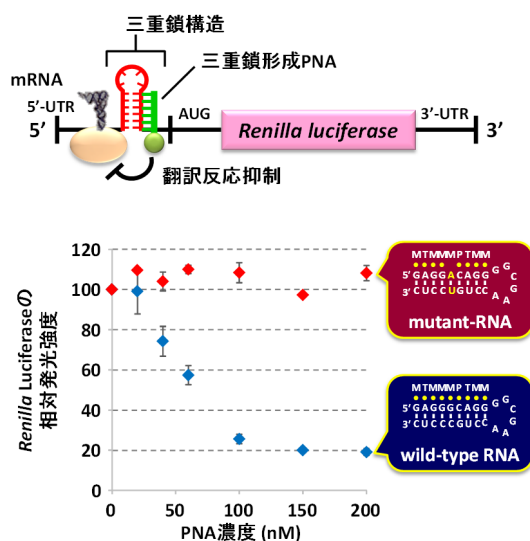 三重鎖構造
三重鎖形成PNA
mRNA
5'-UTR
AUG
3'-UTR
5'
Renilla luciferase
3'
翻訳反応抑制
Renilla Luciferaseの
相対発光強度
120
100
80
60
40
20
0
0
50
100
150
200
PNA濃度 (nM)
MTMMMP TMM
5' GAGGACAGG G G C G A A
3' CUCCUGUCC
mutant-RNA
MTMMMP TMM
5' GAGGGCAGG G G C G A A
3' CUCCCGUCC
wild-type RNA